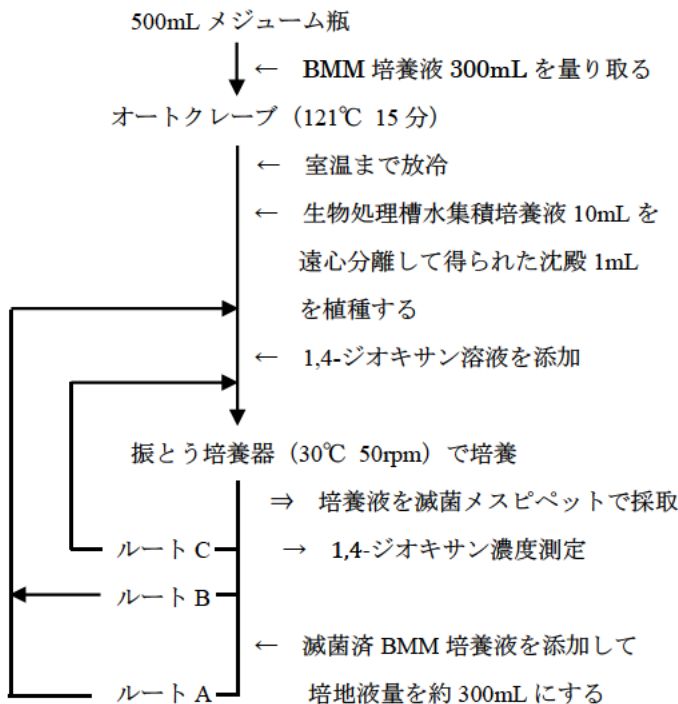 500mL メジューム瓶
← BMM 培養液 300mL を量り取る
オートクレーブ（121℃ 15 分）
← 室温まで放冷
← 生物処理槽水集積培養液 10mL を
遠心分離して得られた沈殿 1mL
を植種する
← 1,4-ジオキサン溶液を添加
振とう培養器（30℃ 50rpm）で培養
⇒ 培養液を滅菌メスピペットで採取
ルート C → 1,4-ジオキサン濃度測定
ルート B
← 滅菌済 BMM 培養液を添加して
ルート A 培地液量を約 300mL にする